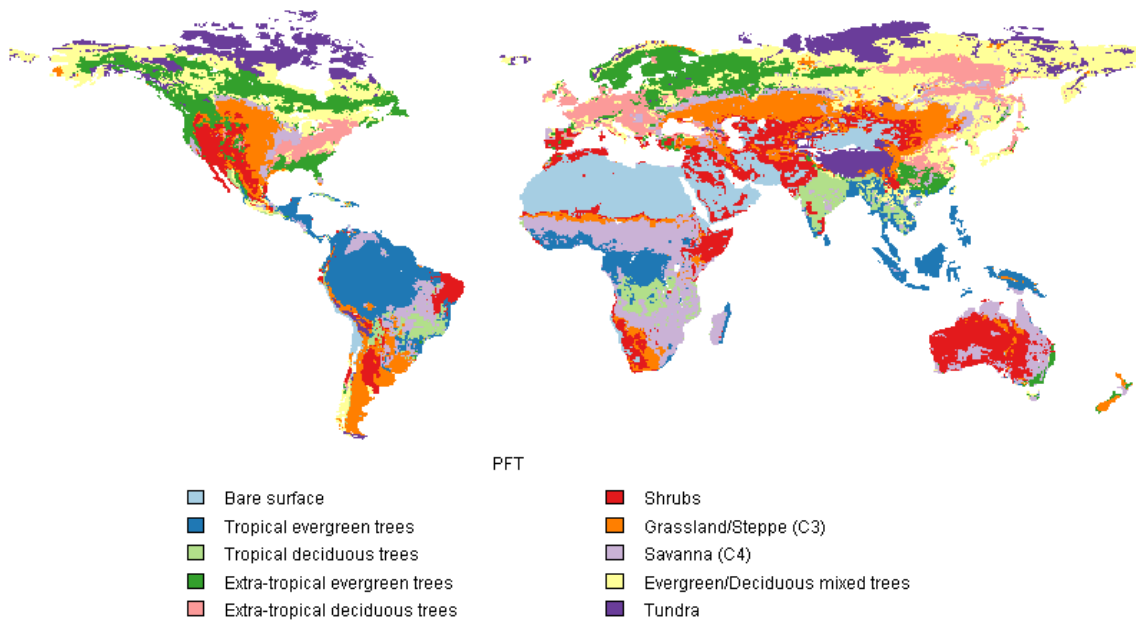 PFT
Bare surface
Tropical evergreen trees
Tropical deciduous trees
Extra-tropical evergreen trees
Extra-tropical deciduous trees
Shrubs
Grassland/Steppe (C3)
Savanna (C4)
Evergreen/Deciduous mixed trees
Tundra